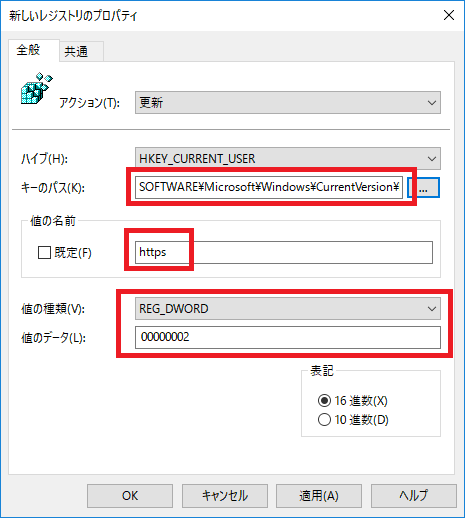 新しいレジストリのプロパティ
全般 共通
アクション(T): 更新
ハイブ(H): HKEY_CURRENT_USER
キーのパス(K): SOFTWARE¥Microsoft¥Windows¥CurrentVersion¥ ...
値の名前
既定(F) https
値の種類(V): REG_DWORD
値のデータ(L): 00000002
表記
16 進数(X)
10 進数(D)
OK キャンセル 適用(A) ヘルプ